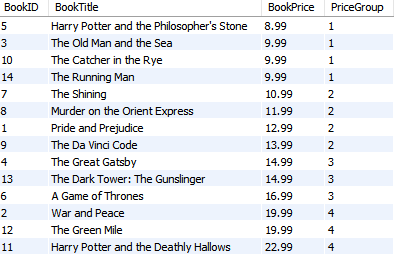 BookID BookTitle BookPrice PriceGroup
5 Harry Potter and the Philosopher's Stone 8.99 1
3 The Old Man and the Sea 9.99 1
10 The Catcher in the Rye 9.99 1
14 The Running Man 9.99 1
7 The Shining 10.99 2
8 Murder on the Orient Express 11.99 2
1 Pride and Prejudice 12.99 2
9 The Da Vinci Code 13.99 2
4 The Great Gatsby 14.99 3
13 The Dark Tower: The Gunslinger 14.99 3
6 A Game of Thrones 16.99 3
2 War and Peace 19.99 4
12 The Green Mile 19.99 4
11 Harry Potter and the Deathly Hallows 22.99 4